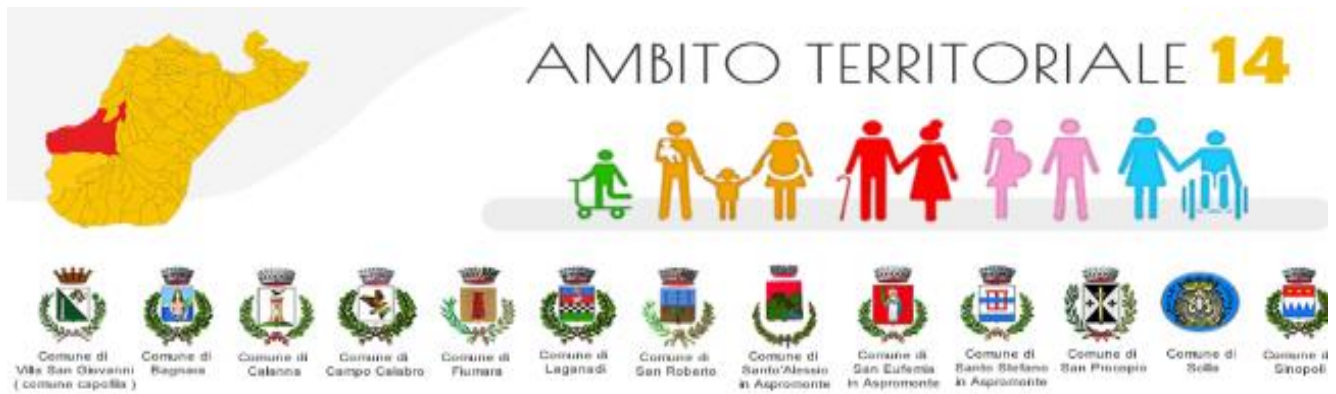 AMBITO TERRITORIALE 14
Comune di
Villa San Giovanni
( comune capofila )
Comune di
Bagnara
Comune di
Calanna
Comune di
Campo Calabro
Comune di
Fiumara
Comune di
Laganadi
Comune di
San Roberto
Comune di
Santo'Alessio
in Aspromonte
Comune di
San Eufemia
in Aspromonte
Comune di
Santo Stefano
in Aspromonte
Comune di
San Procopio
Comune di
Scilla
Comune d
Sinopoli